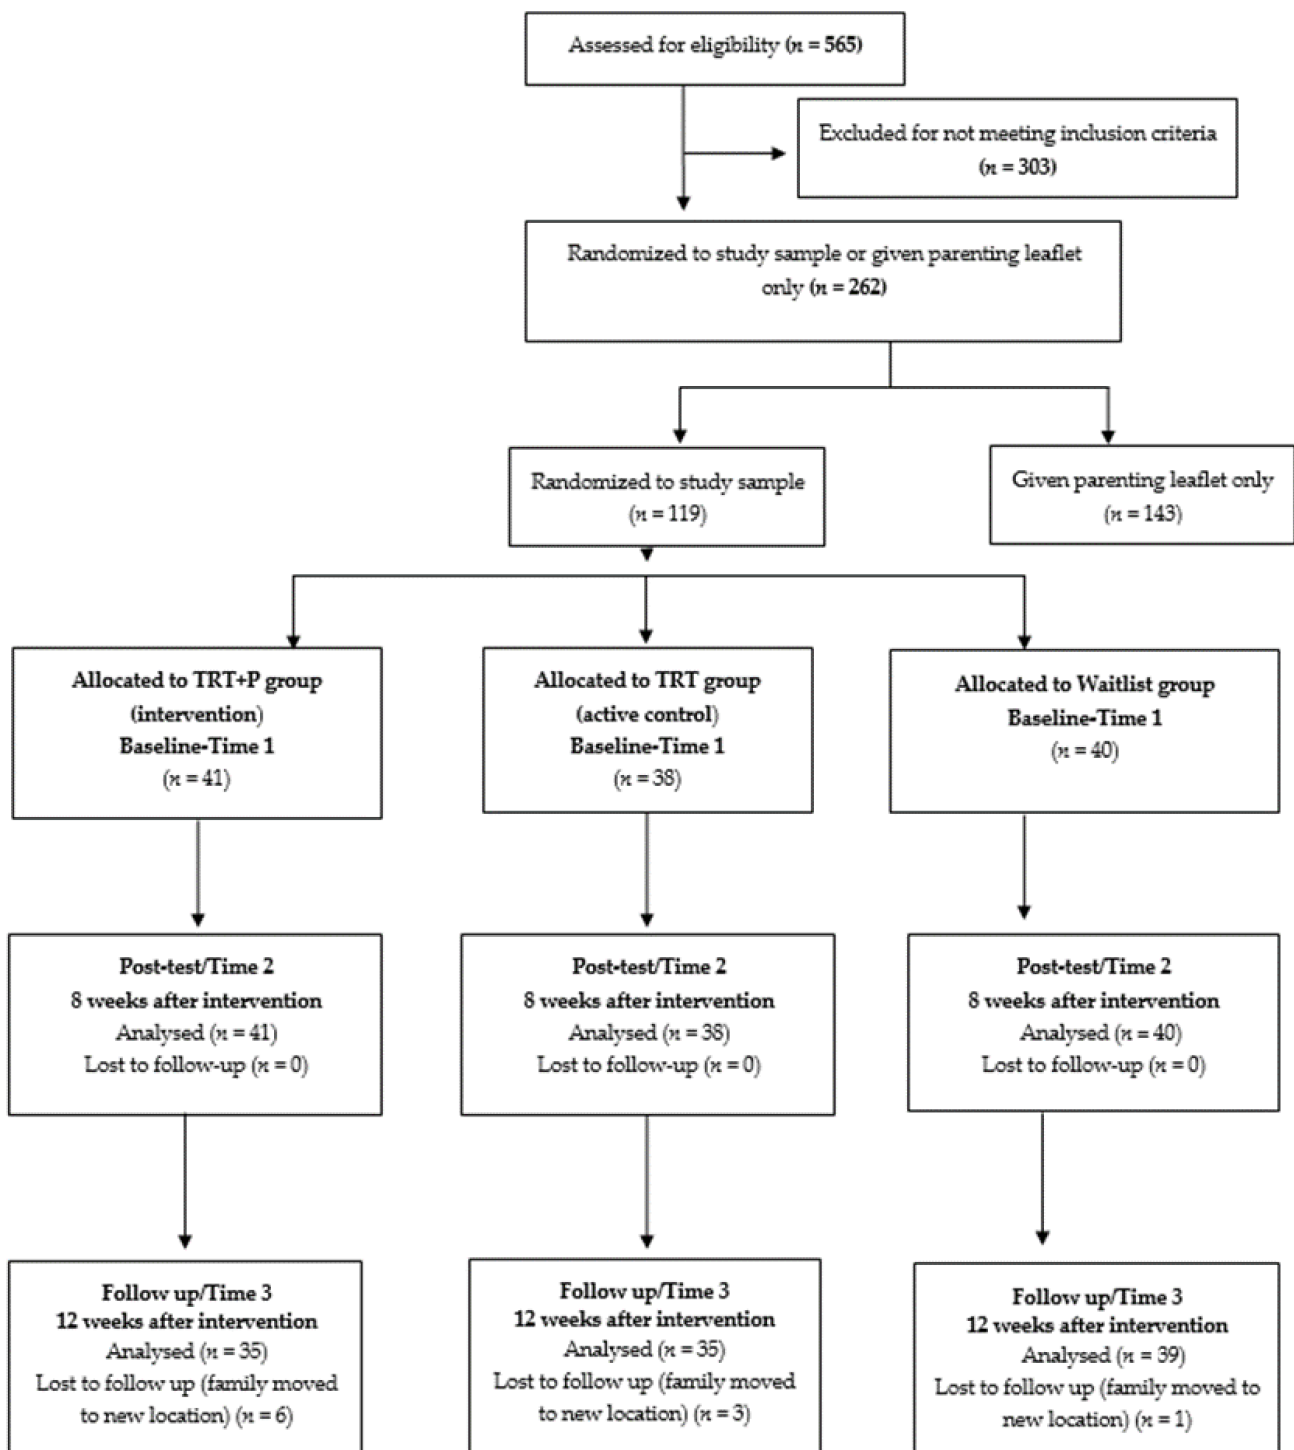 Assessed for eligibility (n = 565)
Excluded for not meeting inclusion criteria
(n = 303)
Randomized to study sample or given parenting leaflet
only (n = 262)
Randomized to study sample
(n = 119)
Given parenting leaflet only
(n = 143)
Allocated to TRT+P group
(intervention)
Baseline-Time 1
(n = 41)
Allocated to TRT group
(active control)
Baseline-Time 1
(n = 38)
Allocated to Waitlist group
Baseline-Time 1
(n = 40)
Post-test/Time 2
8 weeks after intervention
Analysed (n = 41)
Lost to follow-up (n = 0)
Post-test/Time 2
8 weeks after intervention
Analysed (n = 38)
Lost to follow-up (n = 0)
Post-test/Time 2
8 weeks after intervention
Analysed (n = 40)
Lost to follow-up (n = 0)
Follow up/Time 3
12 weeks after intervention
Analysed (n = 35)
Lost to follow up (family moved
to new location) (n = 6)
Follow up/Time 3
12 weeks after intervention
Analysed (n = 35)
Lost to follow up (family moved
to new location) (n = 3)
Follow up/Time 3
12 weeks after intervention
Analysed (n = 39)
Lost to follow up (family moved to
new location) (n = 1)